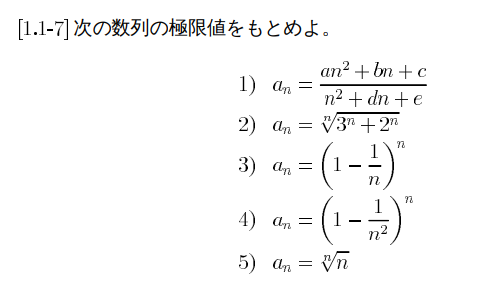 [1.1-7] 次の数列の極限値をもとめよ。
1) a_n = \frac{an^2 + bn + c}{n^2 + dn + e}
2) a_n = \sqrt[n]{3^n + 2^n}
3) a_n = \left(1 - \frac{1}{n}\right)^n
4) a_n = \left(1 - \frac{1}{n^2}\right)^n
5) a_n = \sqrt[n]{n}